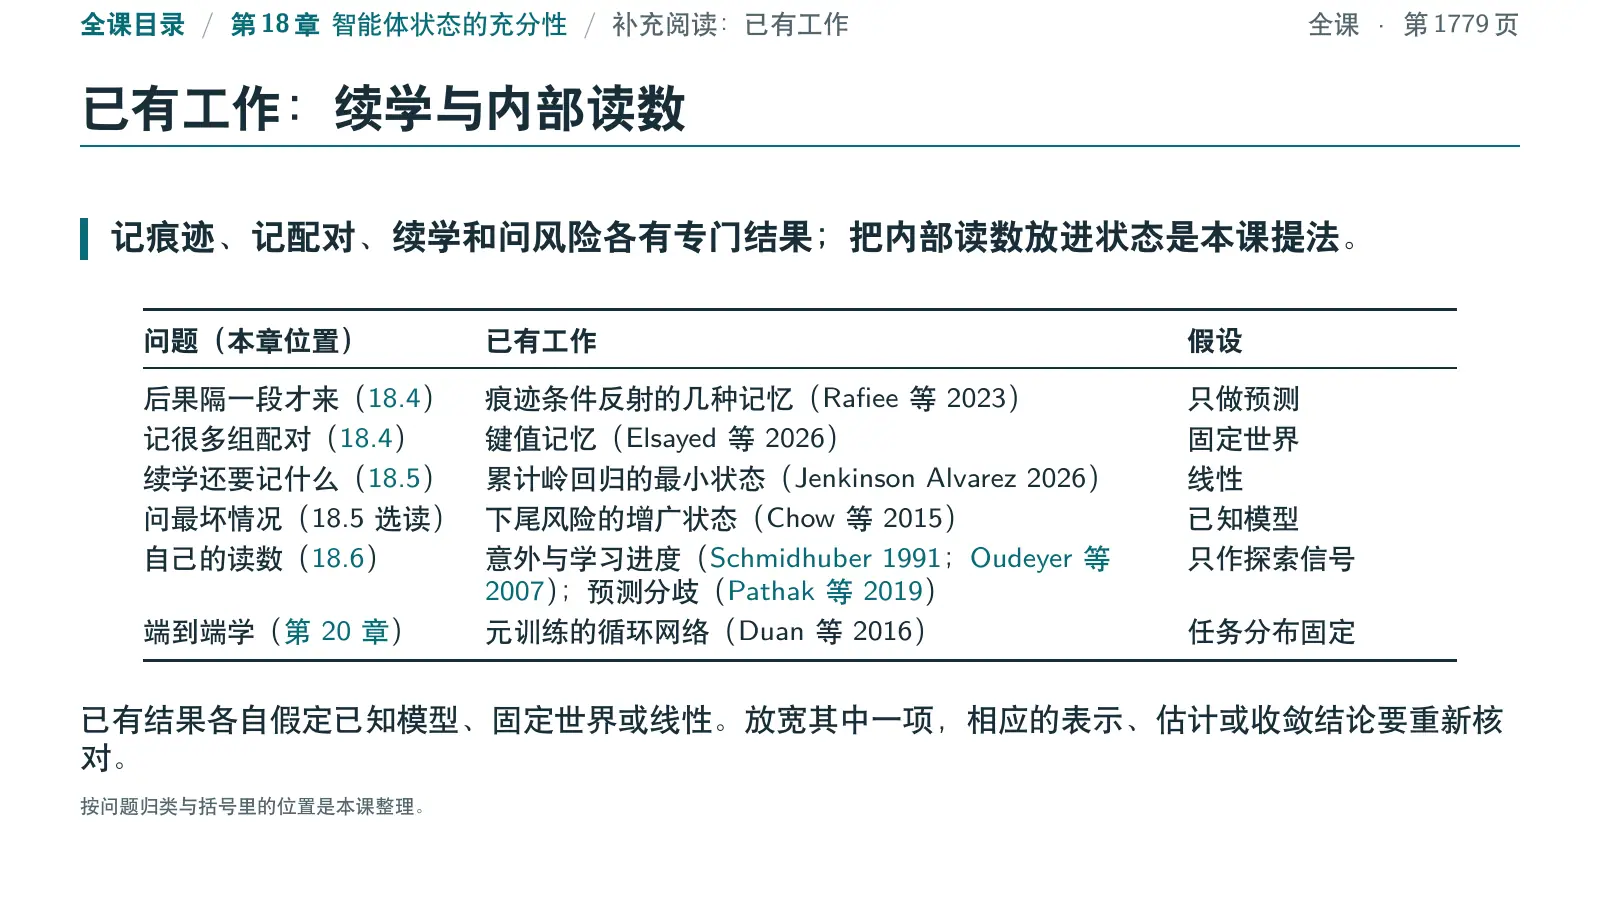 全课目录 / 第 18 章 智能体状态的充分性 / 补充阅读：已有工作 全课 · 第 1779 页
已有工作：续学与内部读数
记痕迹、记配对、续学和问风险各有专门结果；把内部读数放进状态是本课提法。
问题（本章位置） 已有工作 假设
后果隔一段才来（18.4） 痕迹条件反射的几种记忆（Rafiee 等 2023） 只做预测
记很多组配对（18.4） 键值记忆（Elsayed 等 2026） 固定世界
续学还要记什么（18.5） 累计岭回归的最小状态（Jenkinson Alvarez 2026） 线性
问最坏情况（18.5 选读） 下尾风险的增广状态（Chow 等 2015） 已知模型
自己的读数（18.6） 意外与学习进度（Schmidhuber 1991；Oudeyer 等 只作探索信号
2007）；预测分歧（Pathak 等 2019）
端到端学（第 20 章） 元训练的循环网络（Duan 等 2016） 任务分布固定
已有结果各自假定已知模型、固定世界或线性。放宽其中一项，相应的表示、估计或收敛结论要重新核
对。
按问题归类与括号里的位置是本课整理。